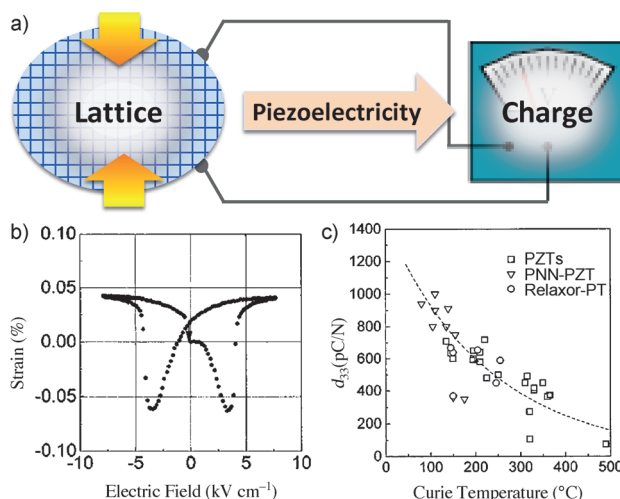 a)
Lattice
Piezoelectricity
Charge
b)
0.10
0.05
0.00
-0.05
-0.10
-10
-5
0
5
10
Strain (%)
Electric Field (kV cm⁻¹)
c)
1400
1200
1000
800
600
400
200
0
0
100
200
300
400
500
d₃₃(pC/N)
Curie Temperature (°C)
PZTs
PNN-PZT
Relaxor-PT